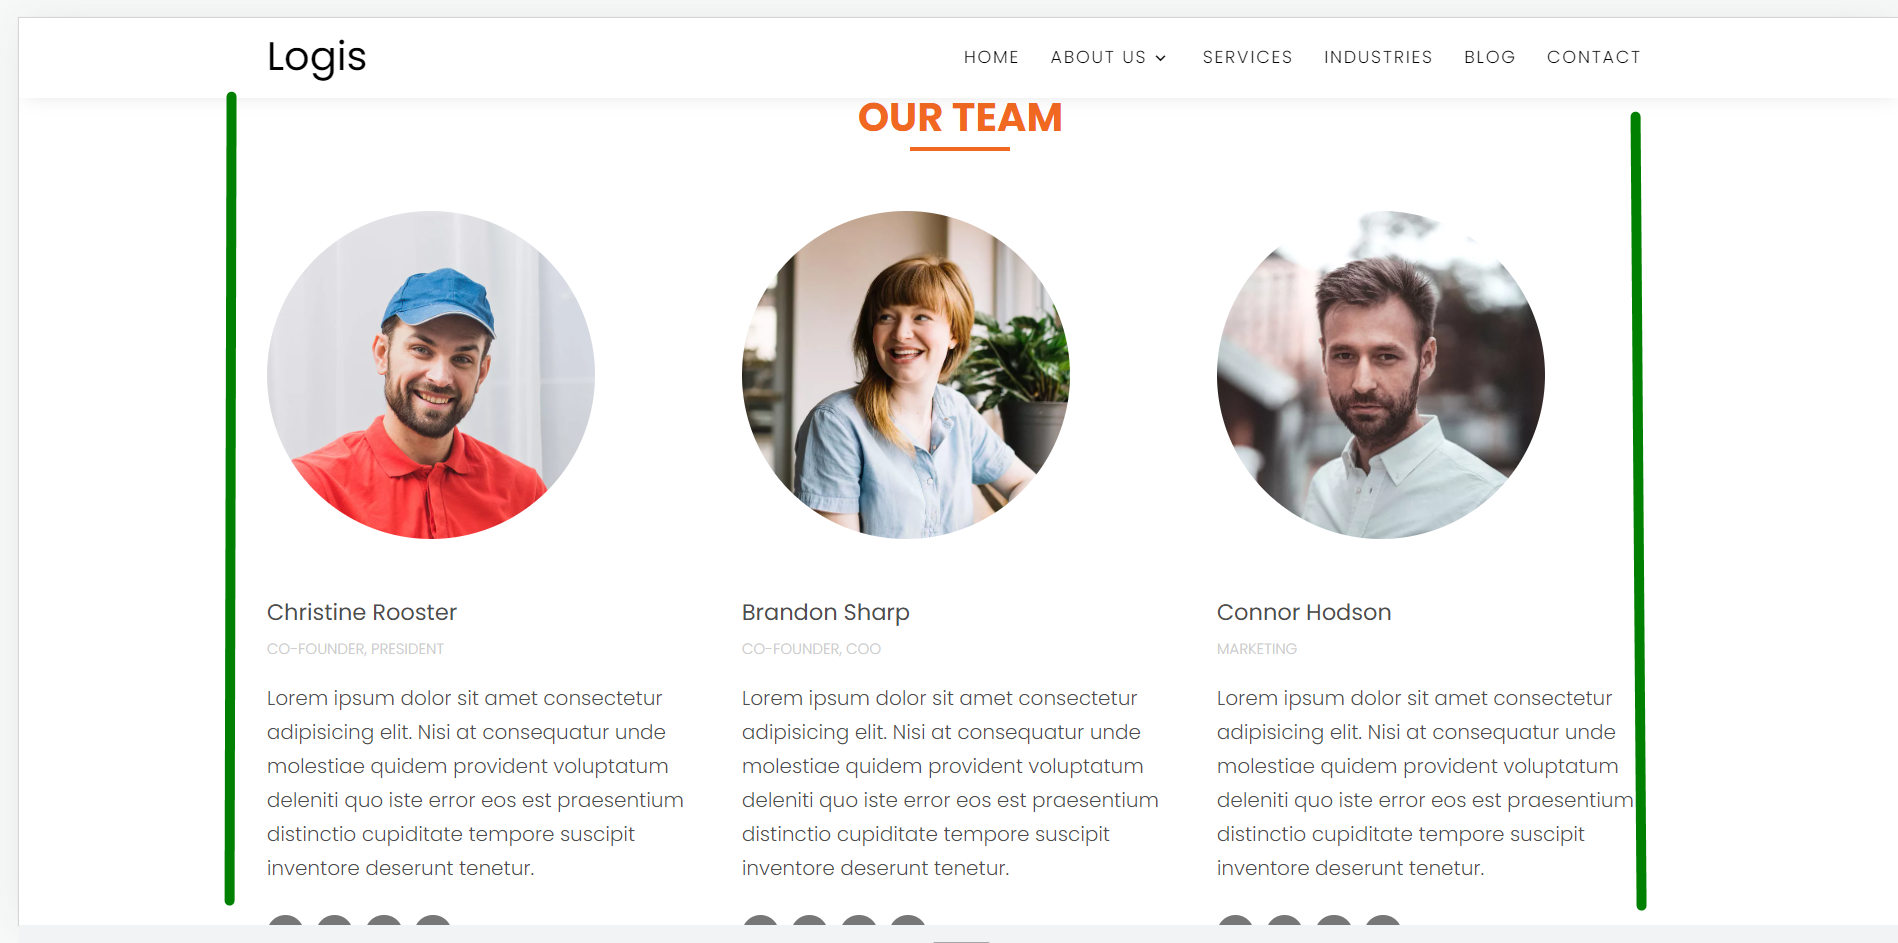 Logis
HOME ABOUT US SERVICES INDUSTRIES BLOG CONTACT
OUR TEAM
Christine Rooster
CO-FOUNDER, PRESIDENT
Lorem ipsum dolor sit amet consectetur
adipisicing elit. Nisi at consequatur unde
molestiae quidem provident voluptatum
deleniti quo iste error eos est praesentium
distinctio cupiditate tempore suscipit
inventore deserunt tenetur.
Brandon Sharp
CO-FOUNDER, COO
Lorem ipsum dolor sit amet consectetur
adipisicing elit. Nisi at consequatur unde
molestiae quidem provident voluptatum
deleniti quo iste error eos est praesentium
distinctio cupiditate tempore suscipit
inventore deserunt tenetur.
Connor Hodson
MARKETING
Lorem ipsum dolor sit amet consectetur
adipisicing elit. Nisi at consequatur unde
molestiae quidem provident voluptatum
deleniti quo iste error eos est praesentium
distinctio cupiditate tempore suscipit
inventore deserunt tenetur.